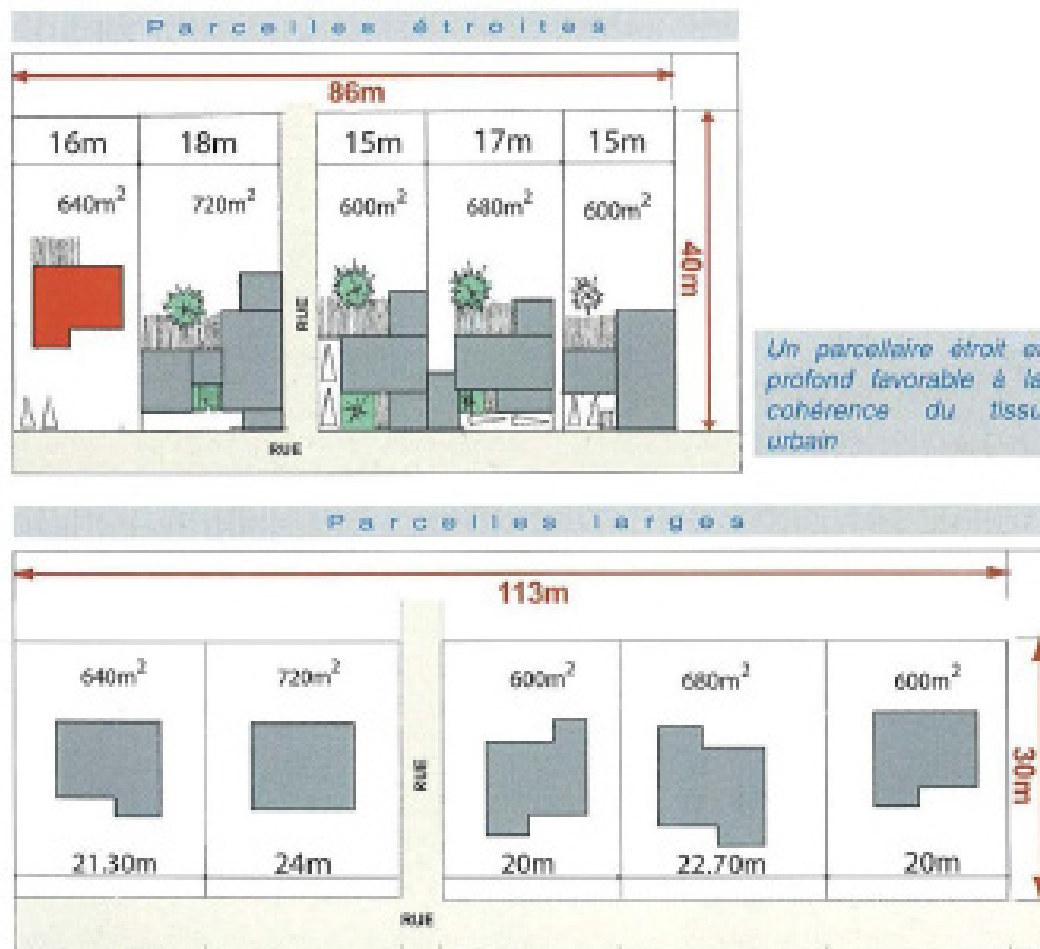 Parcelles étroites
86m
16m 18m 15m 17m 15m
640m² 720m² 600m² 680m² 600m²
40m
RUE
RUE
Un parcellaire étroit et
profond favorable à la
cohérence du tissu
urbain
Parcelles larges
113m
640m² 720m² 600m² 680m² 600m²
30m
RUE
21.30m 24m 20m 22.70m 20m
RUE